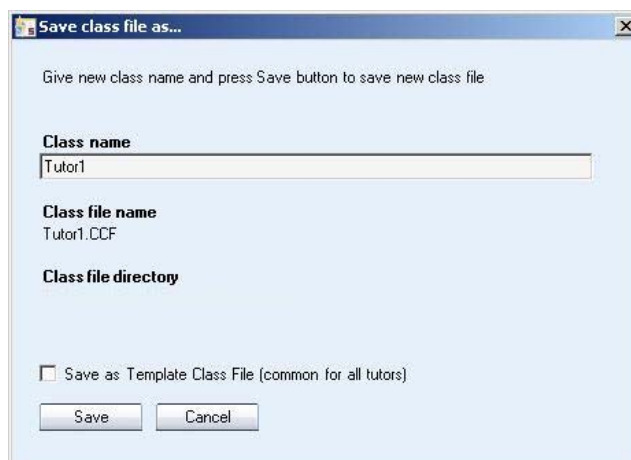 Save class file as...
Give new class name and press Save button to save new class file
Class name
Tutor1
Class file name
Tutor1.CCF
Class file directory
Save as Template Class File (common for all tutors)
Save
Cancel